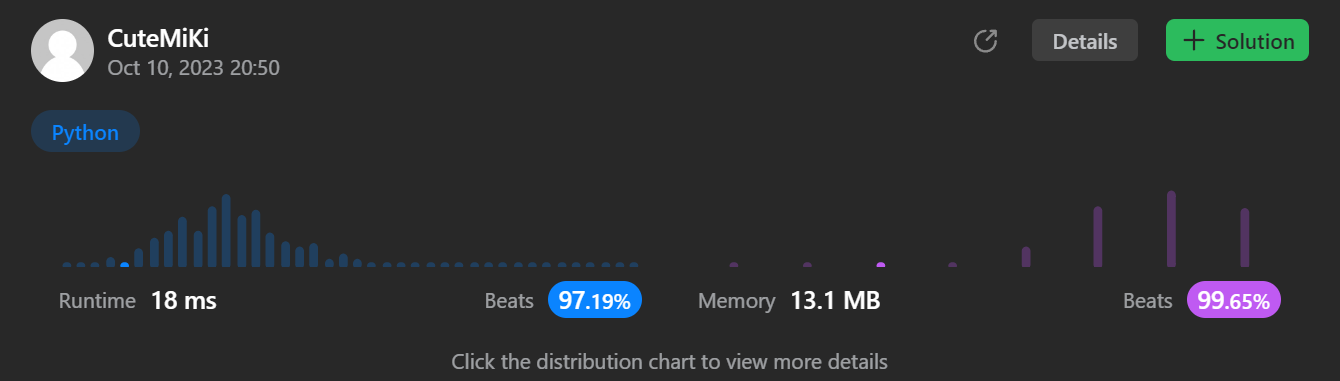 CuteMiKi
Oct 10, 2023 20:50
Details
+ Solution
Python
Runtime 18 ms
Beats 97.19%
Memory 13.1 MB
Beats 99.65%
Click the distribution chart to view more details